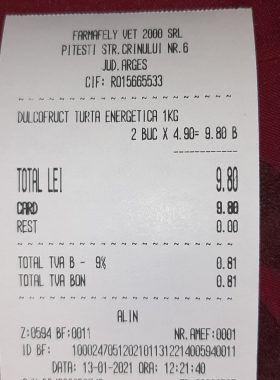 FARMAFELY VET 2000 SRL
PITESTI STR.CRINULUI NR.6
JUD.ARGES
CIF: RO15665533
DULCOFRUCT TURTA ENERGETICA 1KG
2 BUC X 4.90= 9.80 B
TOTAL LEI 9.80
CARD 9.80
REST 0.00
TOTAL TVA B - 9% 0.81
TOTAL TVA BON 0.81
ALIN
Z:0594 BF:0011 NR.AMEF:0001
ID BF: 10002470512021011312214005940011
DATA: 13-01-2021 ORA: 12:21:40